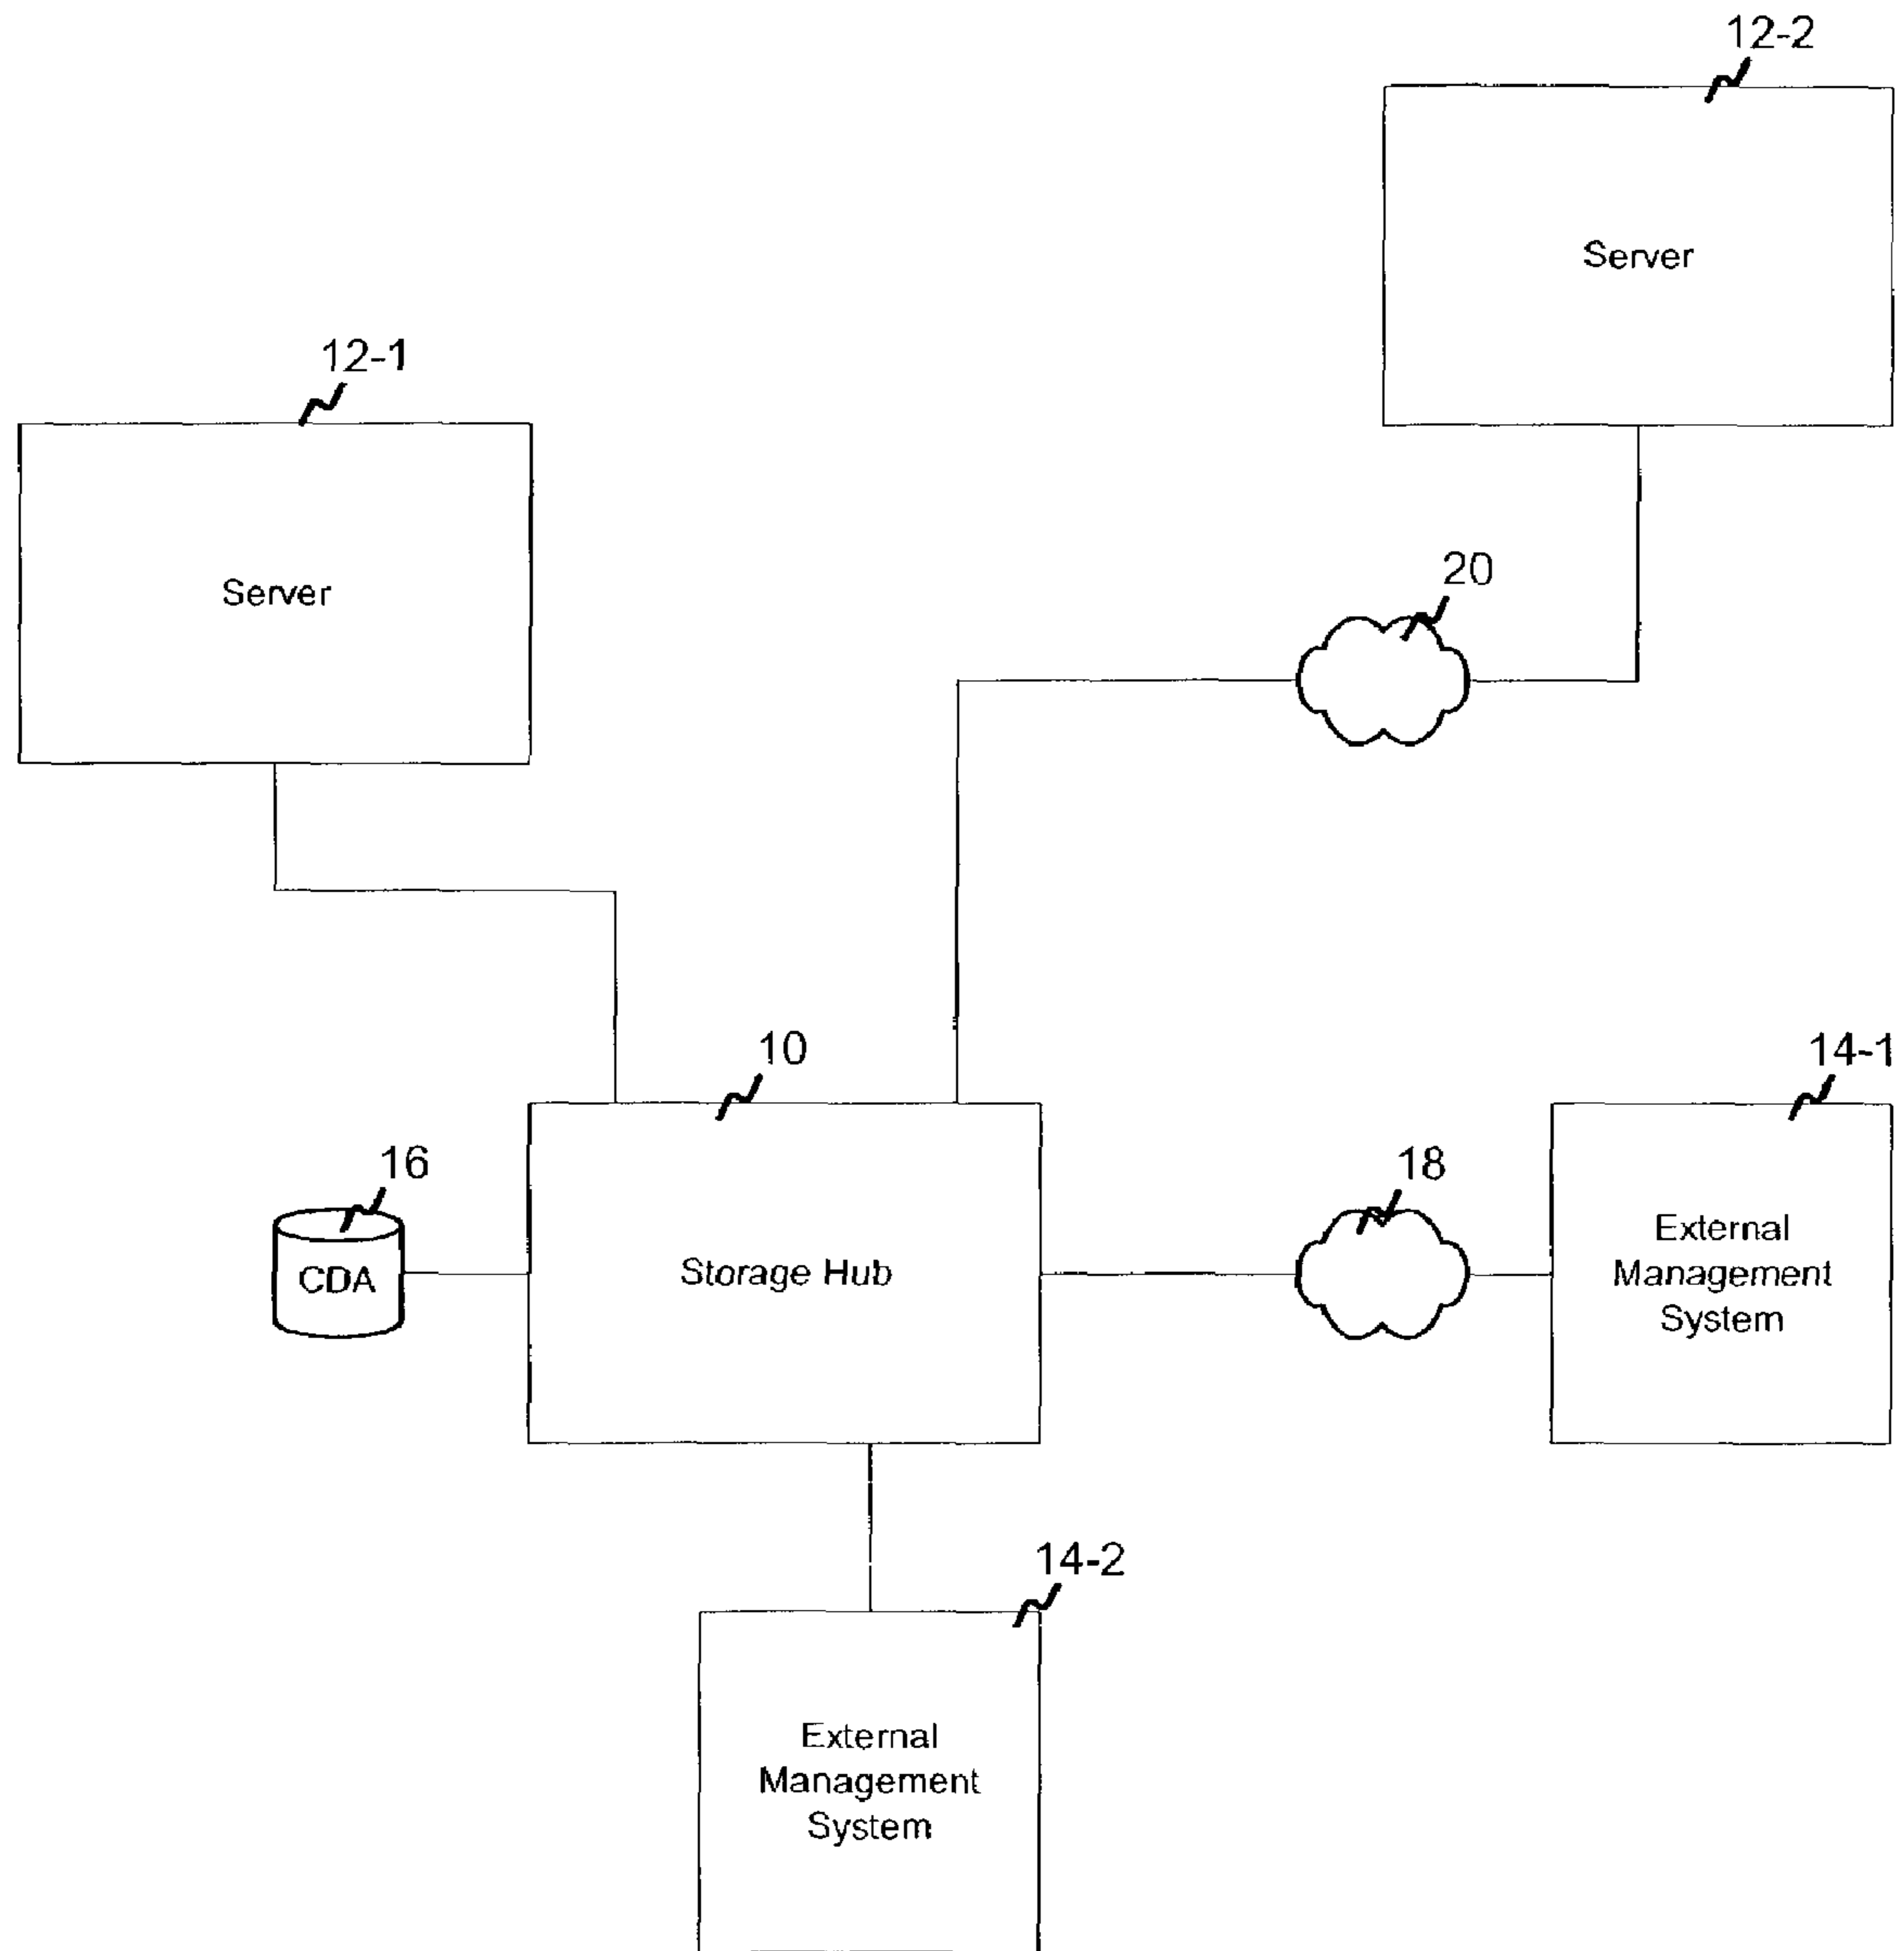 12-2
Server
12-1
Server
20
10
14-1
16
18
CDA
Storage Hub
External
Management
System
14-2
External
Management
System